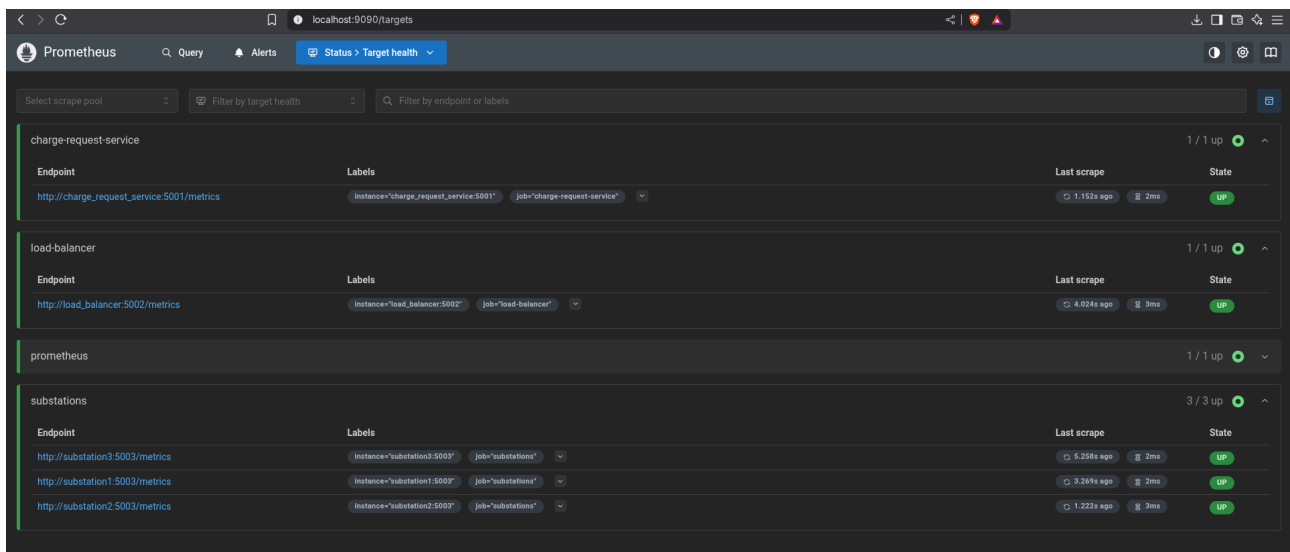 localhost:9090/targets
Prometheus Query Alerts Status > Target health
Select scrape pool Filter by target health Filter by endpoint or labels
charge-request-service 1 / 1 up
Endpoint Labels Last scrape State
http://charge_request_service:5001/metrics instance="charge_request_service:5001" job="charge-request-service" 1.152s ago 2ms UP
load-balancer 1 / 1 up
Endpoint Labels Last scrape State
http://load_balancer:5002/metrics instance="load_balancer:5002" job="load-balancer" 4.024s ago 3ms UP
prometheus 1 / 1 up
substations 3 / 3 up
Endpoint Labels Last scrape State
http://substation3:5003/metrics instance="substation3:5003" job="substations" 5.258s ago 2ms UP
http://substation1:5003/metrics instance="substation1:5003" job="substations" 3.269s ago 2ms UP
http://substation2:5003/metrics instance="substation2:5003" job="substations" 1.222s ago 3ms UP